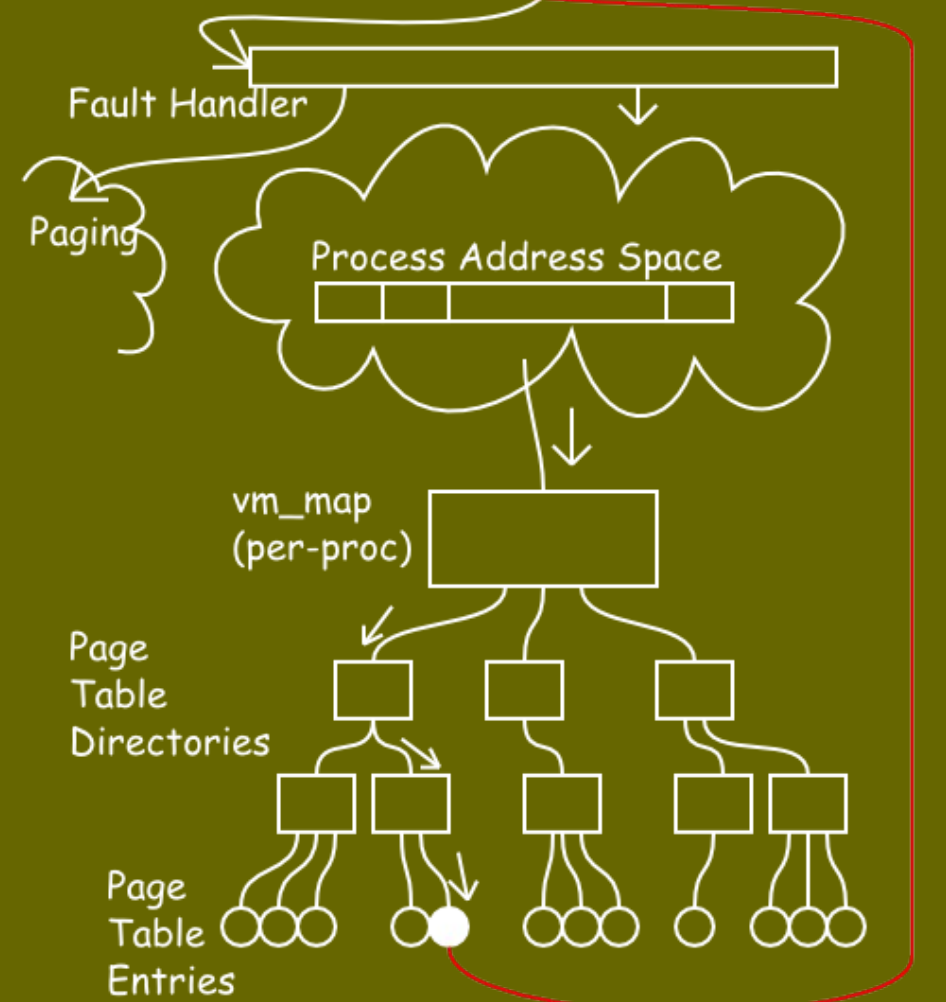 Fault Handler
Paging
Process Address Space
vm_map
(per-proc)
Page
Table
Directories
Page
Table
Entries